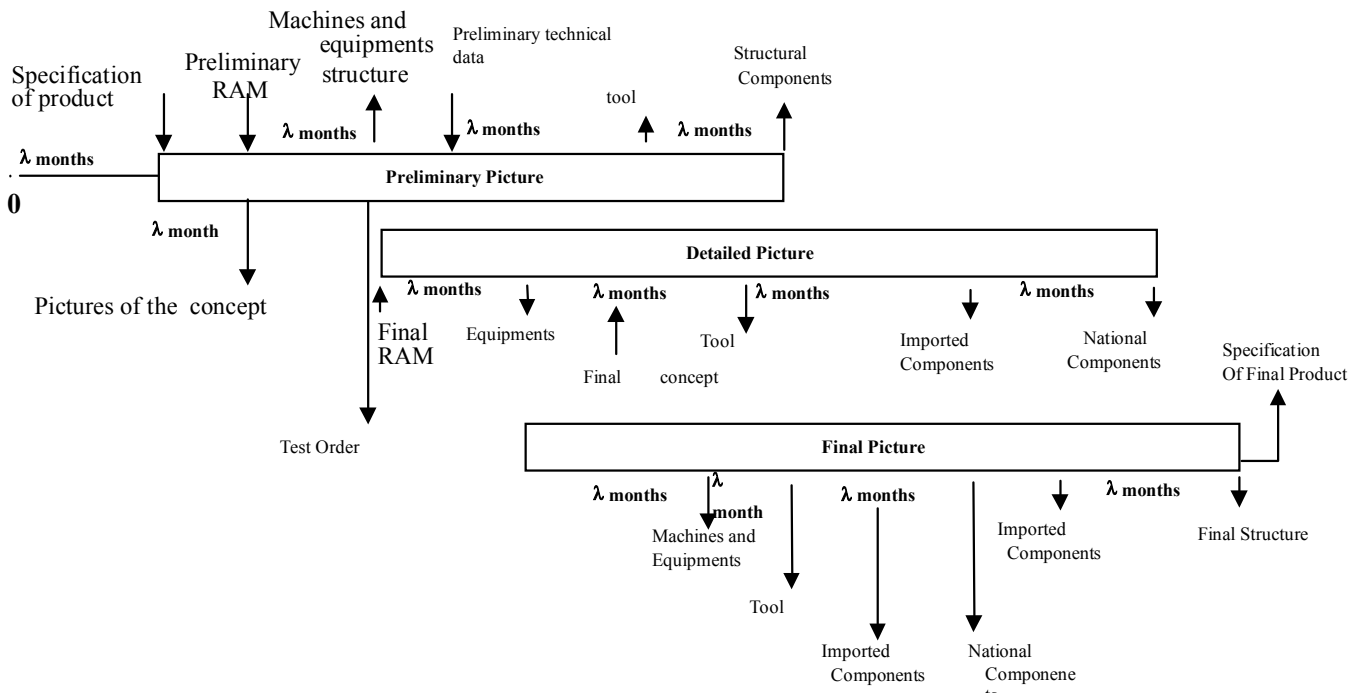 Specification
of product
Preliminary
RAM
Machines and
equipments
structure
Preliminary technical
data
tool
Structural
Components
λ months
λ months
λ months
λ months
0
Preliminary Picture
λ month
Pictures of the concept
Detailed Picture
λ months
λ months
λ months
λ months
Final
RAM
Equipments
Final concept
Tool
Imported
Components
National
Components
Specification
Of Final Product
Test Order
Final Picture
λ months
λ
month
λ months
λ months
Machines and
Equipments
Tool
Imported
Components
National
Componene
ts
Imported
Components
Final Structure